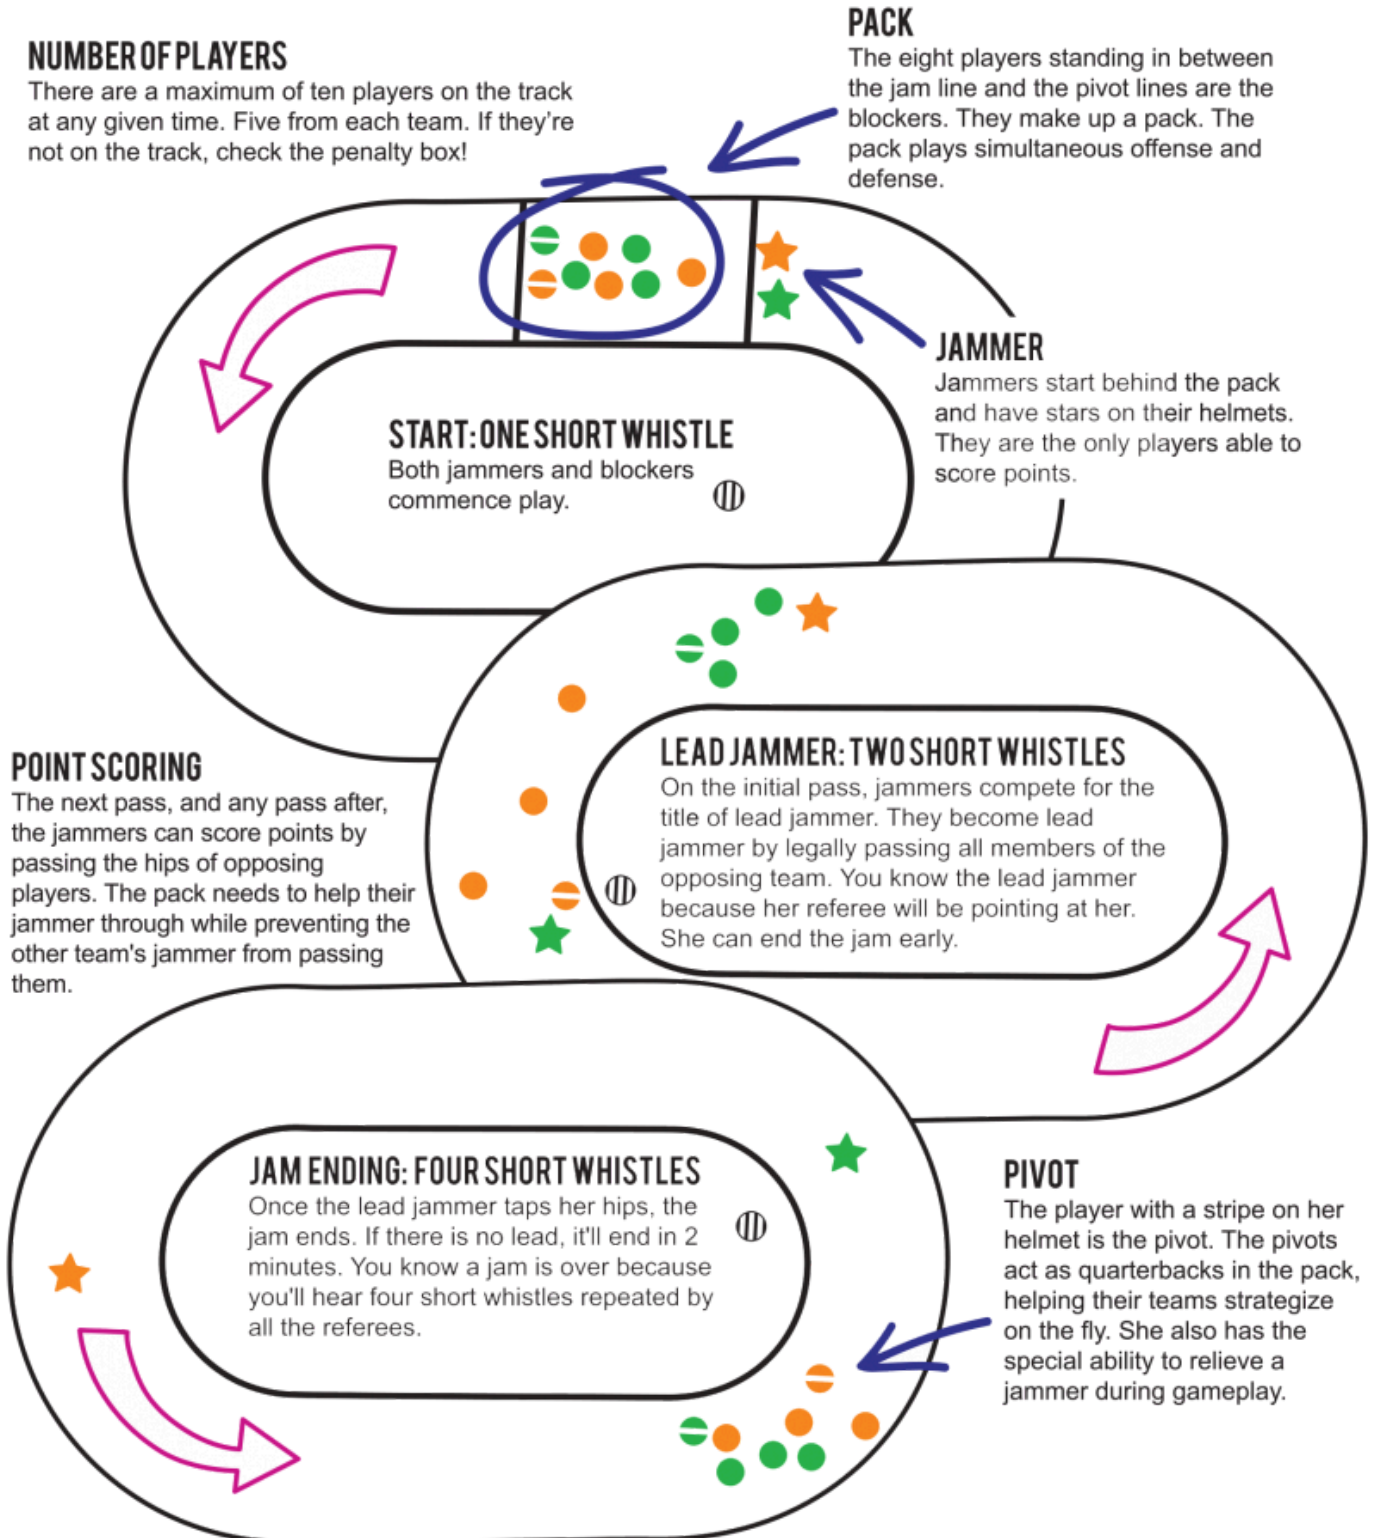 NUMBER OF PLAYERS
There are a maximum of ten players on the track
at any given time. Five from each team. If they're
not on the track, check the penalty box!
PACK
The eight players standing in between
the jam line and the pivot lines are the
blockers. They make up a pack. The
pack plays simultaneous offense and
defense.
JAMMER
Jammers start behind the pack
and have stars on their helmets.
They are the only players able to
score points.
START: ONE SHORT WHISTLE
Both jammers and blockers
commence play.
LEAD JAMMER: TWO SHORT WHISTLES
On the initial pass, jammers compete for the
title of lead jammer. They become lead
jammer by legally passing all members of the
opposing team. You know the lead jammer
because her referee will be pointing at her.
She can end the jam early.
POINT SCORING
The next pass, and any pass after,
the jammers can score points by
passing the hips of opposing
players. The pack needs to help their
jammer through while preventing the
other team's jammer from passing
them.
JAM ENDING: FOUR SHORT WHISTLES
Once the lead jammer taps her hips, the
jam ends. If there is no lead, it'll end in 2
minutes. You know a jam is over because
you'll hear four short whistles repeated by
all the referees.
PIVOT
The player with a stripe on her
helmet is the pivot. The pivots
act as quarterbacks in the pack,
helping their teams strategize
on the fly. She also has the
special ability to relieve a
jammer during gameplay.